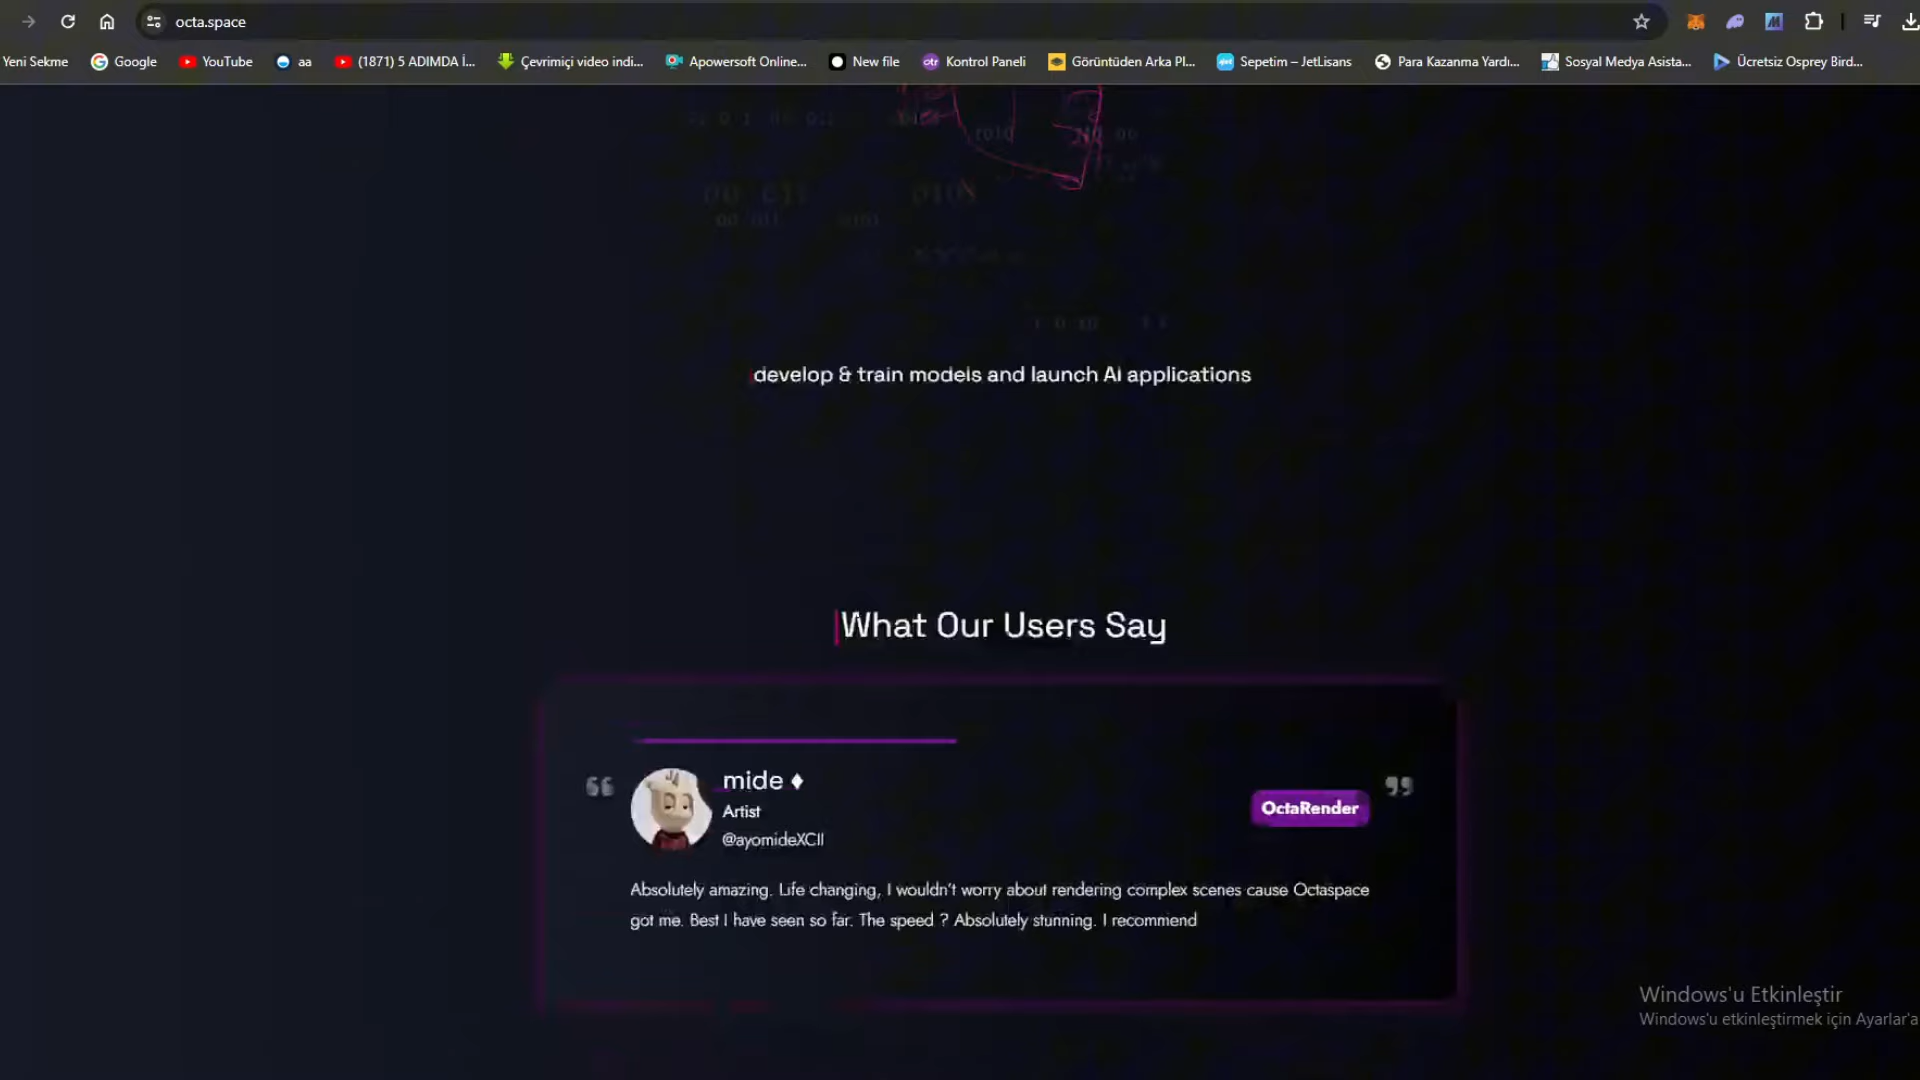 octa.space
Yeni Sekme
Google
YouTube
aa
(1871) 5 ADIMDA İ...
Çevrimiçi video indi...
Apowersoft Online...
New file
otr
Kontrol Paneli
Görüntüden Arka Pl...
Sepetim – JetLisans
Para Kazanma Yardı...
Sosyal Medya Asista...
Ücretsiz Osprey Bird...
develop & train models and launch AI applications
What Our Users Say
mide ♦
Artist
@ayomideXCII
OctaRender
Absolutely amazing. Life changing, I wouldn't worry about rendering complex scenes cause Octaspace
got me. Best I have seen so far. The speed ? Absolutely stunning. I recommend
Windows'u Etkinleştir
Windows'u etkinleştirmek için Ayarlar'a